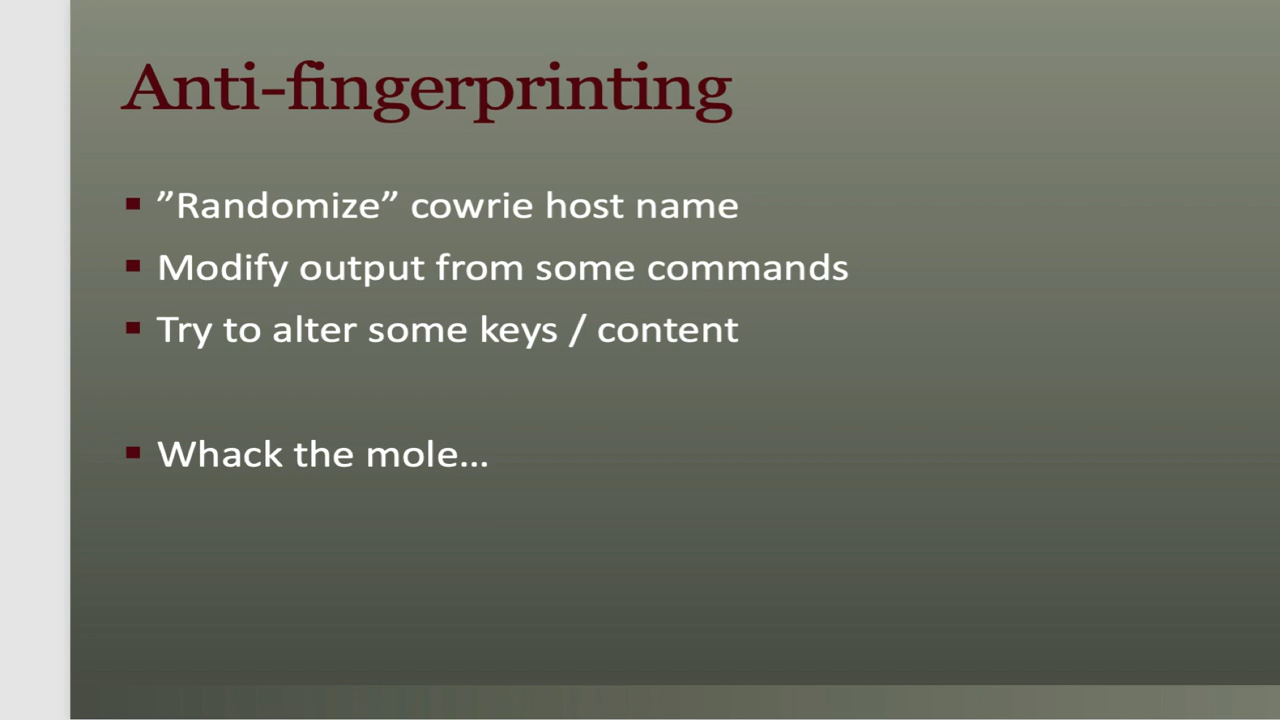 Anti-fingerprinting
▪ ”Randomize” cowrie host name
▪ Modify output from some commands
▪ Try to alter some keys / content
▪ Whack the mole...